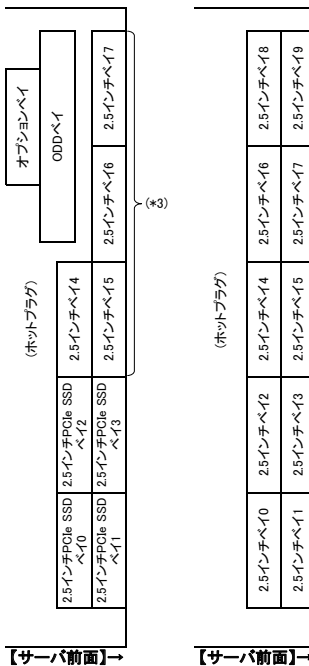 オプションベイ
ODDベイ
2.5インチベイ7
2.5インチベイ6
(*3)
(ホットプラグ)
2.5インチベイ4
2.5インチベイ5
2.5インチPCIe SSD
ベイ2
2.5インチPCIe SSD
ベイ3
2.5インチPCIe SSD
ベイ0
2.5インチPCIe SSD
ベイ1
【サーバ前面】→
2.5インチベイ8
2.5インチベイ9
2.5インチベイ6
2.5インチベイ7
(ホットプラグ)
2.5インチベイ4
2.5インチベイ5
2.5インチベイ2
2.5インチベイ3
2.5インチベイ0
2.5インチベイ1
【サーバ前面】→